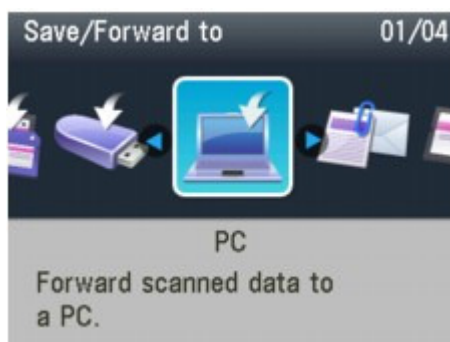 Save/Forward to 01/04
PC
Forward scanned data to
a PC.